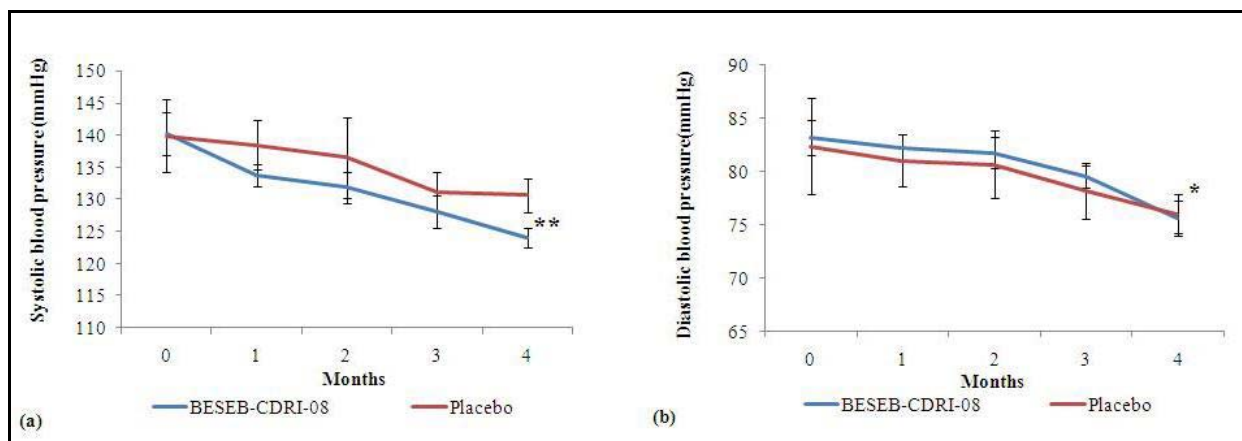 Systolic blood pressure(mmHg)
150
145
140
135
130
125
120
115
110
**
0 1 2 3 4
Months
BESEB-CDRI-08 Placebo
(a)
Diastolic blood pressure(mmHg)
90
85
80
75
70
65
*
0 1 2 3 4
Months
BESEB-CDRI-08 Placebo
(b)